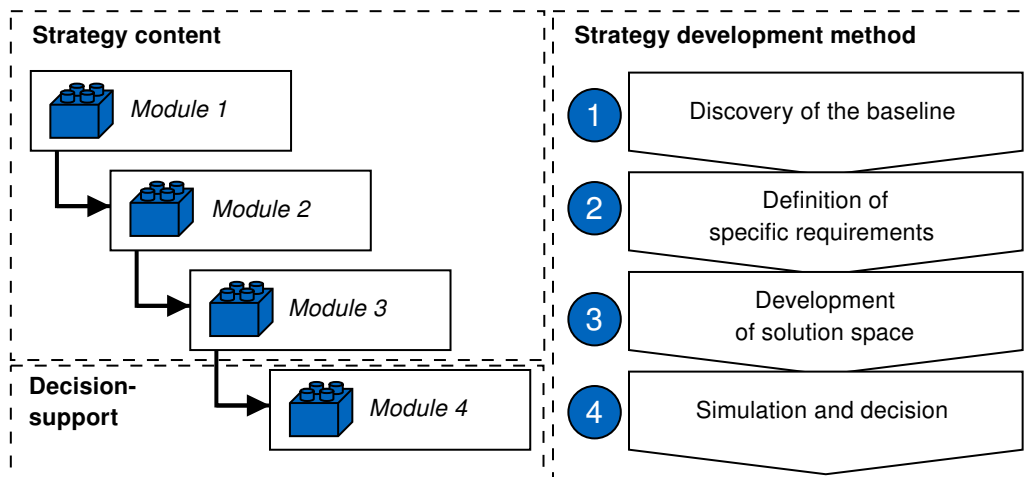 Strategy content
Module 1
Module 2
Module 3
Decision-
support
Module 4
Strategy development method
1
Discovery of the baseline
2
Definition of
specific requirements
3
Development
of solution space
4
Simulation and decision